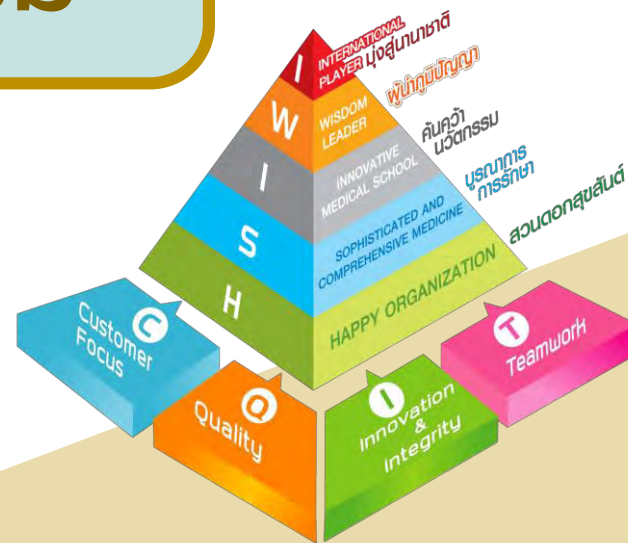 I
INTERNATIONAL
PLAYER มุ่งสู่นานาชาติ
W
WISDOM
LEADER
ผู้นำภูมิปัญญา
I
INNOVATIVE
MEDICAL SCHOOL
ค้นคว้า
นวัตกรรม
S
SOPHISTICATED AND
COMPREHENSIVE MEDICINE
บูรณาการ
การรักษา
H
HAPPY ORGANIZATION
สวนดอกสุขสันต์
C
Customer
Focus
Q
Quality
I
Innovation
&
Integrity
T
Teamwork